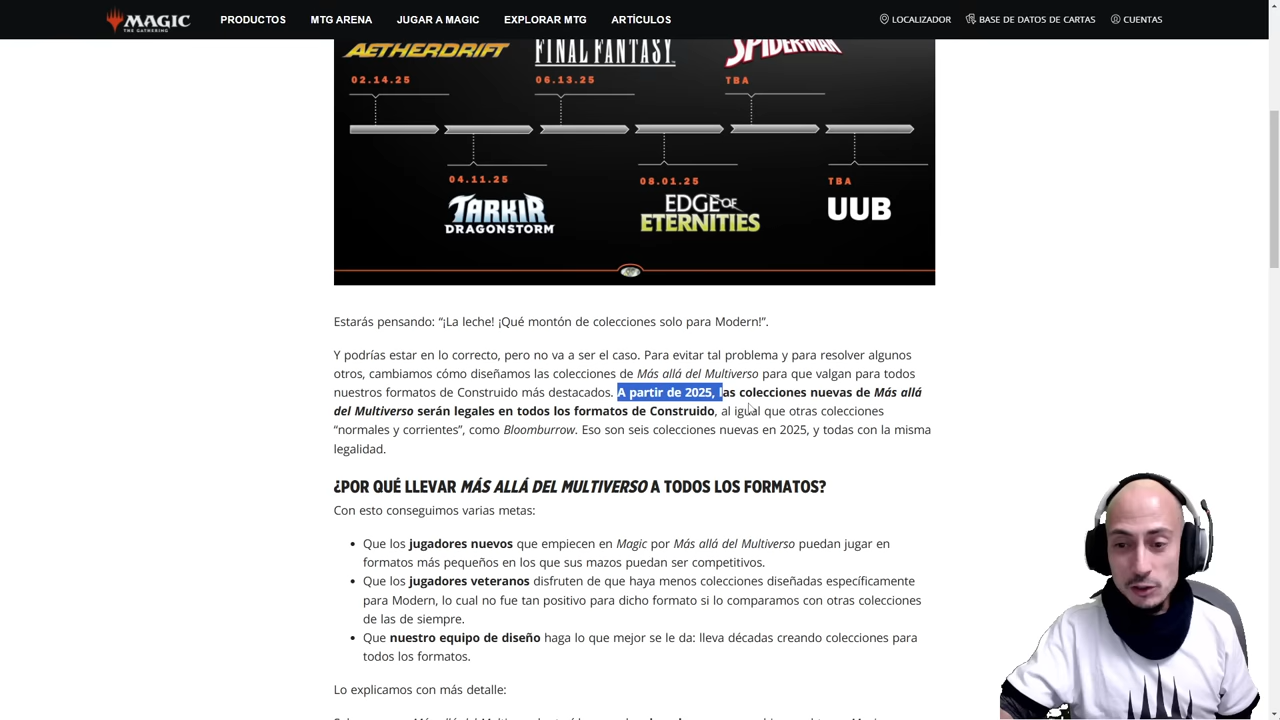 MAGIC
THE GATHERING
PRODUCTOS
MTG ARENA
JUGAR A MAGIC
EXPLORAR MTG
ARTÍCULOS
LOCALIZADOR
BASE DE DATOS DE CARTAS
CUENTAS
AETHERDRIFT
FINAL FANTASY
SPIDER-MAN
02.14.25
06.13.25
TBA
04.11.25
08.01.25
TBA
TARKIR
DRAGONSTORM
EDGE OF
ETERNITIES
UUB
Estarás pensando: “¡La leche! ¡Qué montón de colecciones solo para Modern!”.
Y podrías estar en lo correcto, pero no va a ser el caso. Para evitar tal problema y para resolver algunos
otros, cambiamos cómo diseñamos las colecciones de Más allá del Multiverso para que valgan para todos
nuestros formatos de Construido más destacados. A partir de 2025, las colecciones nuevas de Más allá
del Multiverso serán legales en todos los formatos de Construido, al igual que otras colecciones
“normales y corrientes”, como Bloomburrow. Eso son seis colecciones nuevas en 2025, y todas con la misma
legalidad.
¿POR QUÉ LLEVAR MÁS ALLÁ DEL MULTIVERSO A TODOS LOS FORMATOS?
Con esto conseguimos varias metas:
• Que los jugadores nuevos que empiecen en Magic por Más allá del Multiverso puedan jugar en
formatos más pequeños en los que sus mazos puedan ser competitivos.
• Que los jugadores veteranos disfruten de que haya menos colecciones diseñadas específicamente
para Modern, lo cual no fue tan positivo para dicho formato si lo comparamos con otras colecciones
de las de siempre.
• Que nuestro equipo de diseño haga lo que mejor se le da: lleva décadas creando colecciones para
todos los formatos.
Lo explicamos con más detalle: